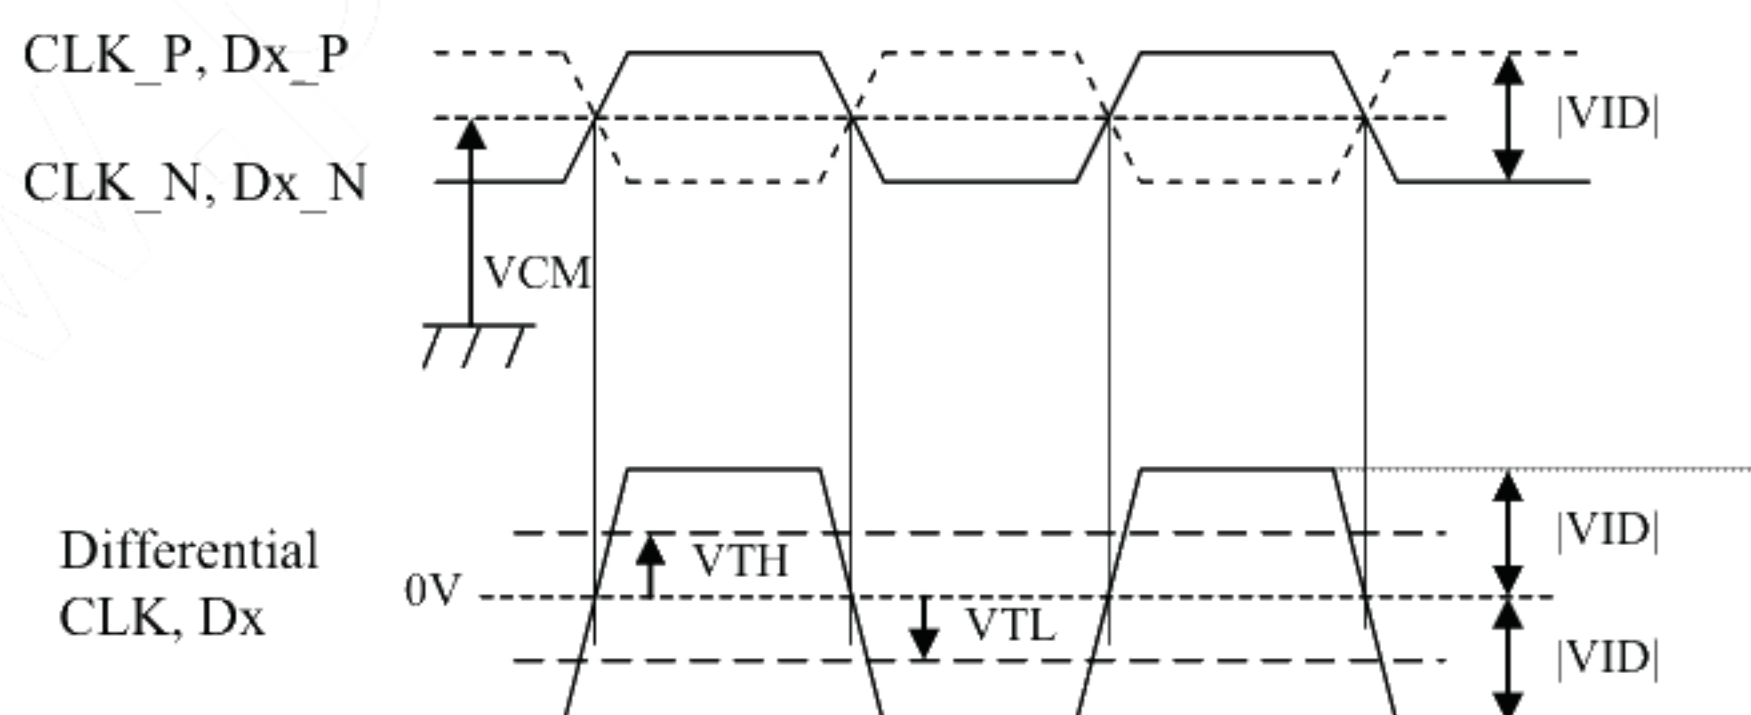 CLK_P, Dx_P
|VID|
CLK_N, Dx_N
VCM
|VID|
Differential
VTH
0V
CLK, Dx
VTL
|VID|